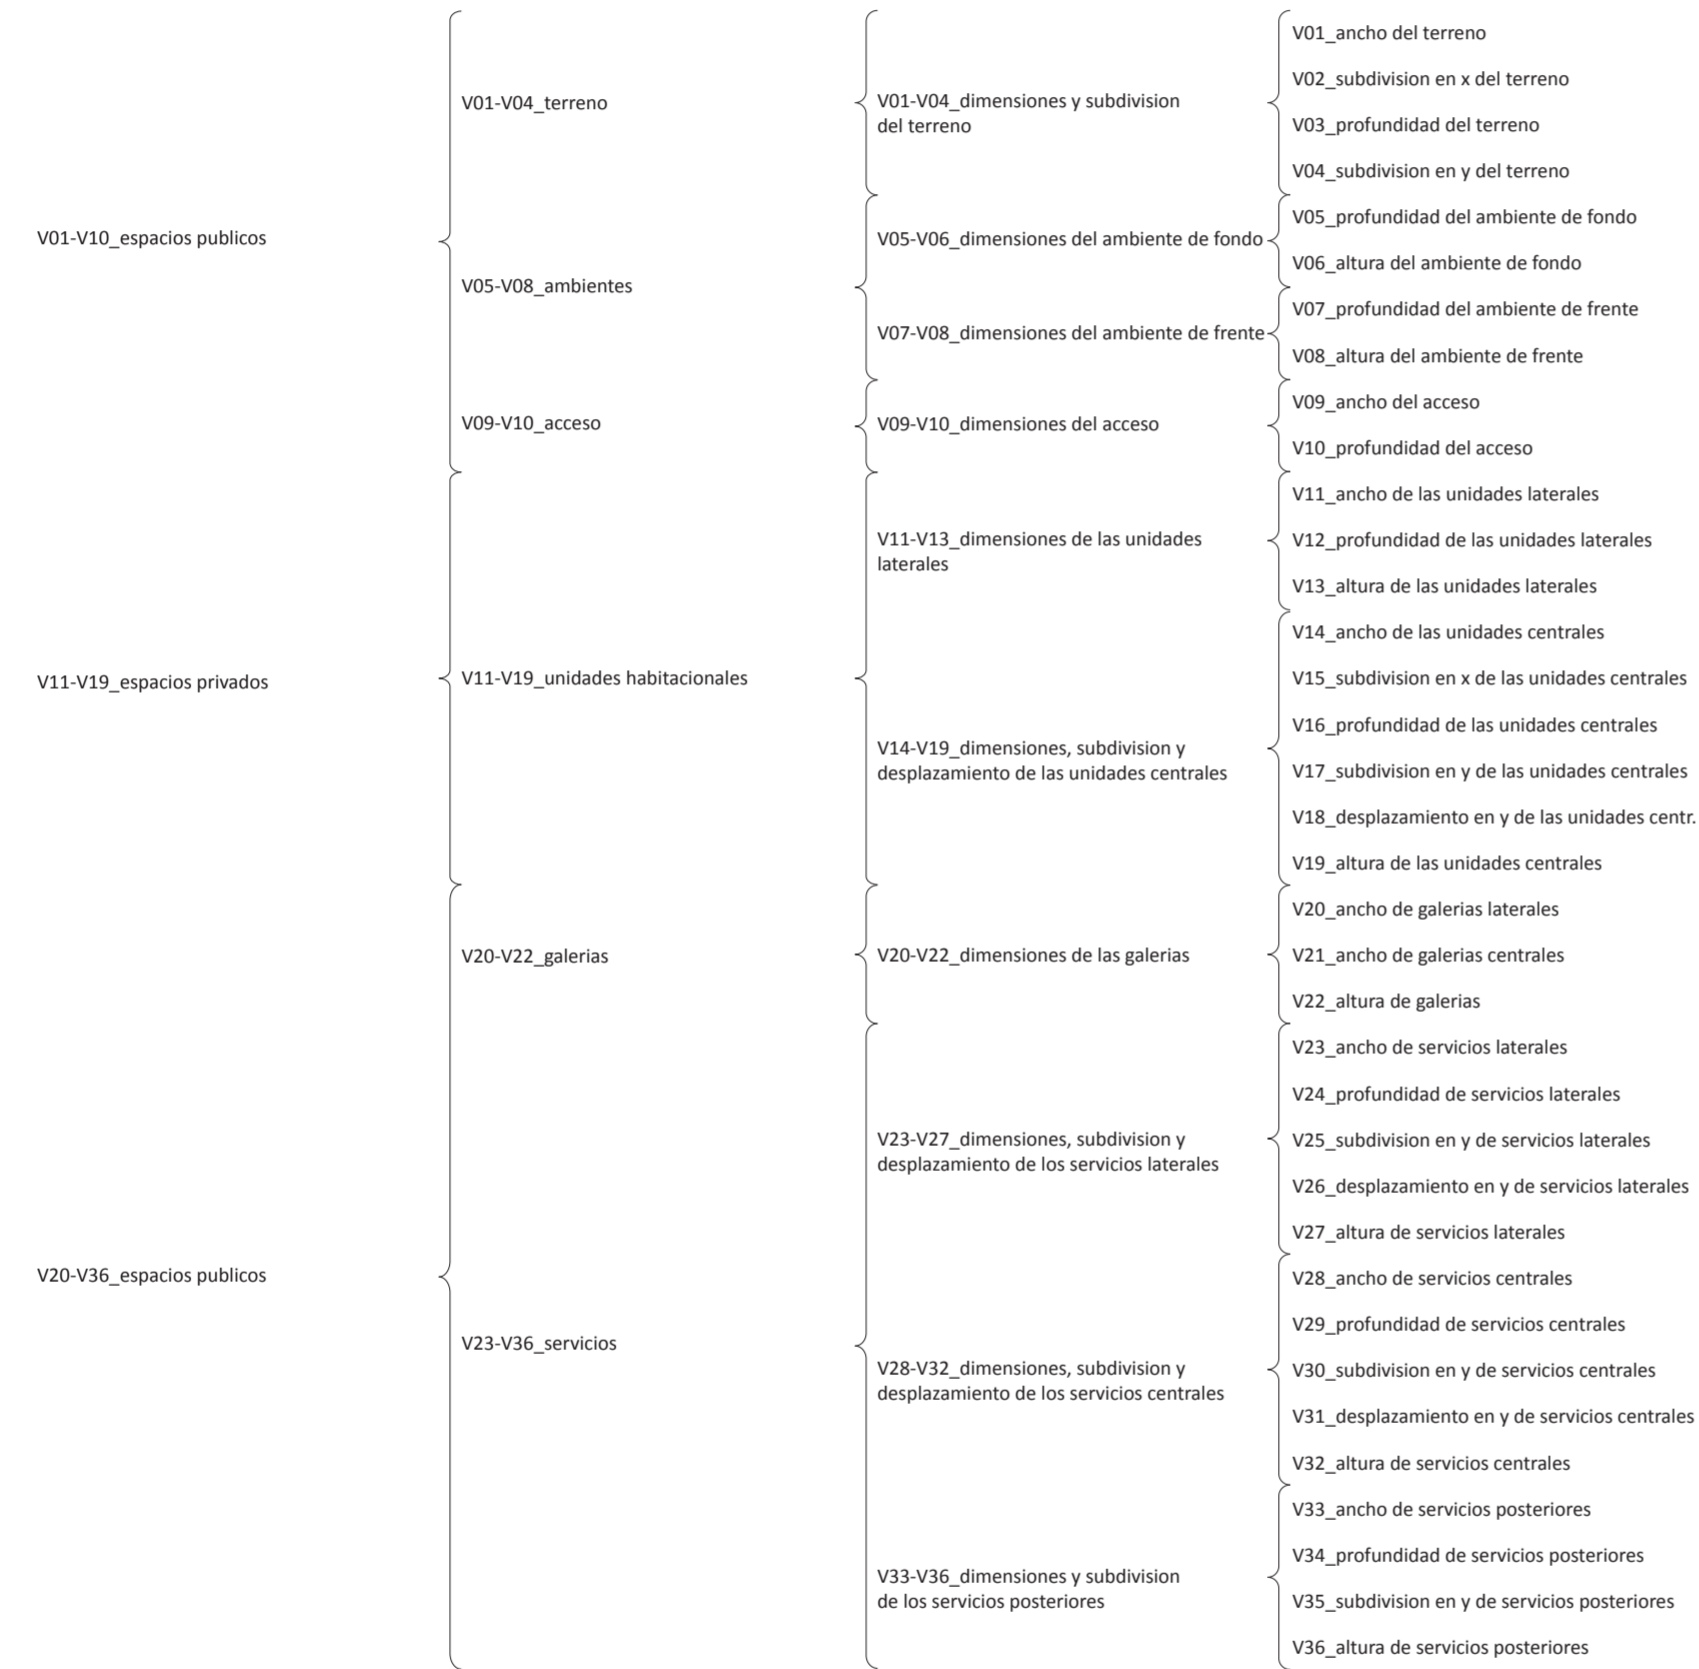 V01-V10_espacios publicos
V11-V19_espacios privados
V20-V36_espacios publicos
V01-V04_terreno
V05-V08_ambientes
V09-V10_acceso
V11-V19_unidades habitacionales
V20-V22_galerias
V23-V36_servicios
V01-V04_dimensiones y subdivision
del terreno
V05-V06_dimensiones del ambiente de fondo
V07-V08_dimensiones del ambiente de frente
V09-V10_dimensiones del acceso
V11-V13_dimensiones de las unidades
laterales
V14-V19_dimensiones, subdivision y
desplazamiento de las unidades centrales
V20-V22_dimensiones de las galerias
V23-V27_dimensiones, subdivision y
desplazamiento de los servicios laterales
V28-V32_dimensiones, subdivision y
desplazamiento de los servicios centrales
V33-V36_dimensiones y subdivision
de los servicios posteriores
V01_ancho del terreno
V02_subdivision en x del terreno
V03_profundidad del terreno
V04_subdivision en y del terreno
V05_profundidad del ambiente de fondo
V06_altura del ambiente de fondo
V07_profundidad del ambiente de frente
V08_altura del ambiente de frente
V09_ancho del acceso
V10_profundidad del acceso
V11_ancho de las unidades laterales
V12_profundidad de las unidades laterales
V13_altura de las unidades laterales
V14_ancho de las unidades centrales
V15_subdivision en x de las unidades centrales
V16_profundidad de las unidades centrales
V17_subdivision en y de las unidades centrales
V18_desplazamiento en y de las unidades centr.
V19_altura de las unidades centrales
V20_ancho de galerias laterales
V21_ancho de galerias centrales
V22_altura de galerias
V23_ancho de servicios laterales
V24_profundidad de servicios laterales
V25_subdivision en y de servicios laterales
V26_desplazamiento en y de servicios laterales
V27_altura de servicios laterales
V28_ancho de servicios centrales
V29_profundidad de servicios centrales
V30_subdivision en y de servicios centrales
V31_desplazamiento en y de servicios centrales
V32_altura de servicios centrales
V33_ancho de servicios posteriores
V34_profundidad de servicios posteriores
V35_subdivision en y de servicios posteriores
V36_altura de servicios posteriores